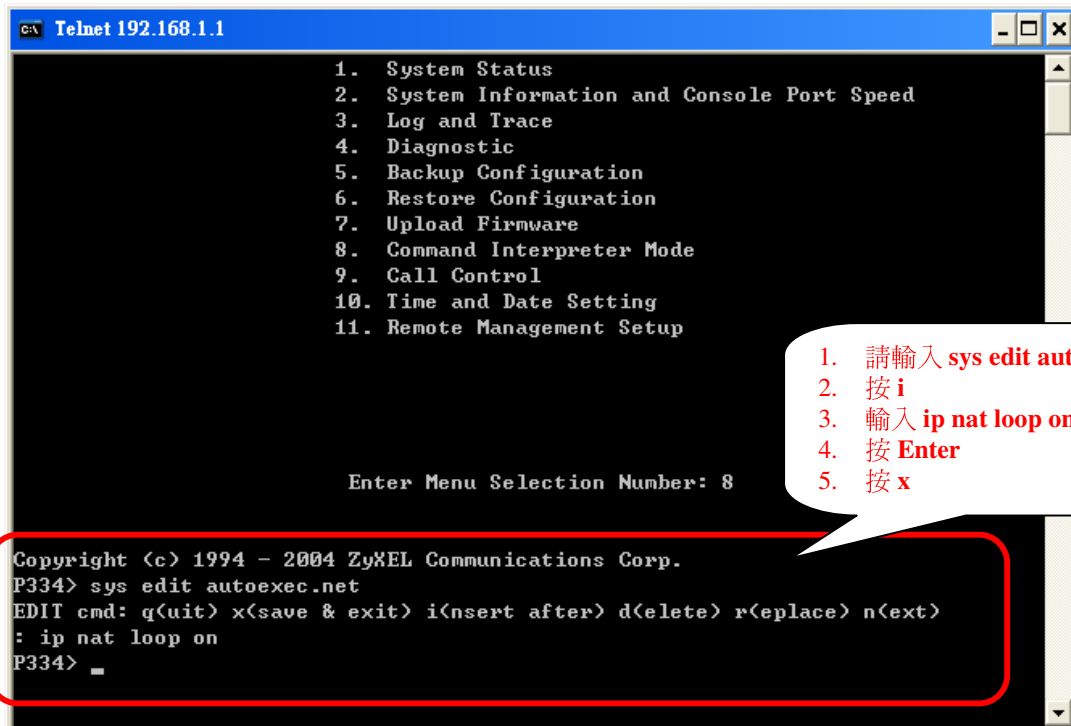 Telnet 192.168.1.1
1. System Status
2. System Information and Console Port Speed
3. Log and Trace
4. Diagnostic
5. Backup Configuration
6. Restore Configuration
7. Upload Firmware
8. Command Interpreter Mode
9. Call Control
10. Time and Date Setting
11. Remote Management Setup
Enter Menu Selection Number: 8
1. 請輸入 sys edit aut
2. 按 i
3. 輸入 ip nat loop on
4. 按 Enter
5. 按 x
Copyright (c) 1994 - 2004 ZyXEL Communications Corp.
P334> sys edit autoexec.net
EDIT cmd: q(uit) x(save & exit) i(nsert after) d(elete) r(eplace) n(ext)
: ip nat loop on
P334> _